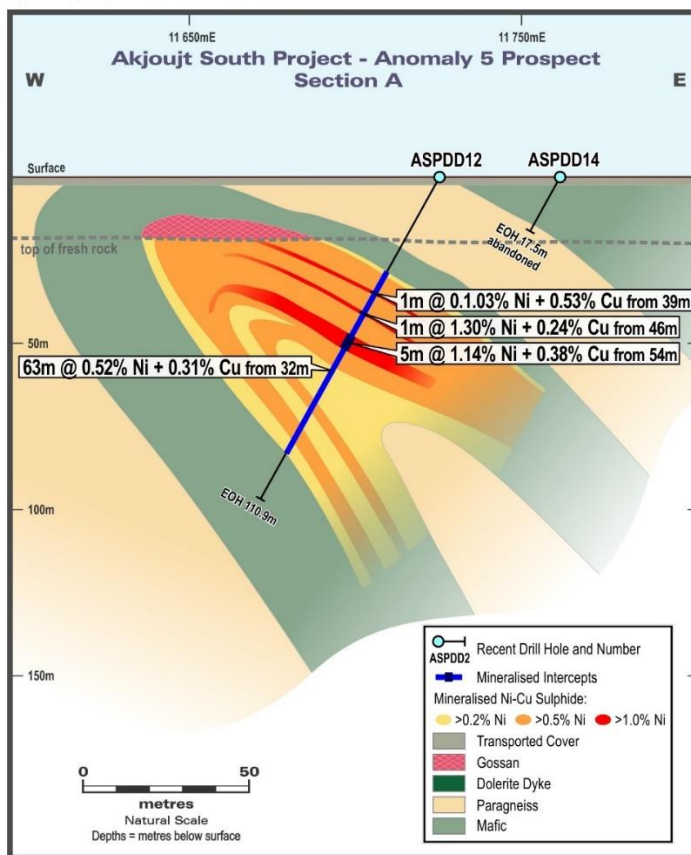 11 650mE
11 750mE
Akjoujt South Project - Anomaly 5 Prospect
Section A
W
E
Surface
ASPDD12
ASPDD14
EOH 17.5m
abandoned
top of fresh rock
1m @ 0.1.03% Ni + 0.53% Cu from 39m
1m @ 1.30% Ni + 0.24% Cu from 46m
50m
5m @ 1.14% Ni + 0.38% Cu from 54m
63m @ 0.52% Ni + 0.31% Cu from 32m
EOH 110.9m
100m
150m
Recent Drill Hole and Number
ASPDD2
Mineralised Intercepts
Mineralised Ni-Cu Sulphide:
>0.2% Ni
>0.5% Ni
>1.0% Ni
Transported Cover
Gossan
Dolerite Dyke
Paragneiss
Mafic
0
50
metres
Natural Scale
Depths = metres below surface